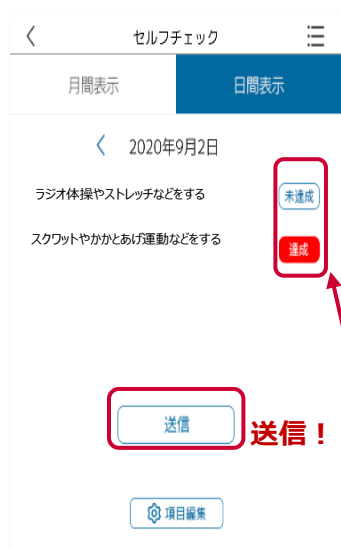 セルフチェック
月間表示
日間表示
2020年9月2日
ラジオ体操やストレッチなどをする
未達成
スクワットやかかとあげ運動などをする
達成
送信
送信！
項目編集